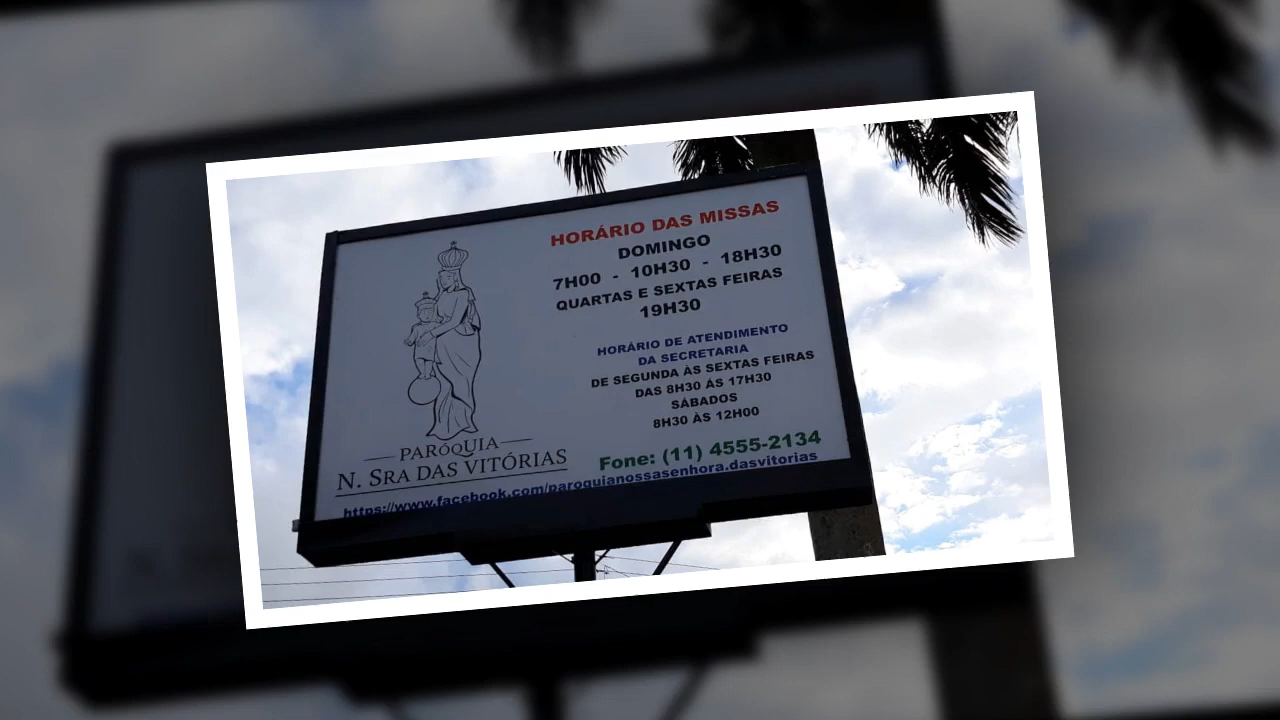 HORÁRIO DAS MISSAS
DOMINGO
7H00 - 10H30 - 18H30
QUARTAS E SEXTAS FEIRAS
19H30
HORÁRIO DE ATENDIMENTO
DA SECRETARIA
DE SEGUNDA ÀS SEXTAS FEIRAS
DAS 8H30 ÁS 17H30
SÁBADOS
8H30 ÀS 12H00
PARÓQUIA
N. SRA DAS VITÓRIAS
Fone: (11) 4555-2134
https://www.facebook.com/paroquianossasenhora.dasvitorias